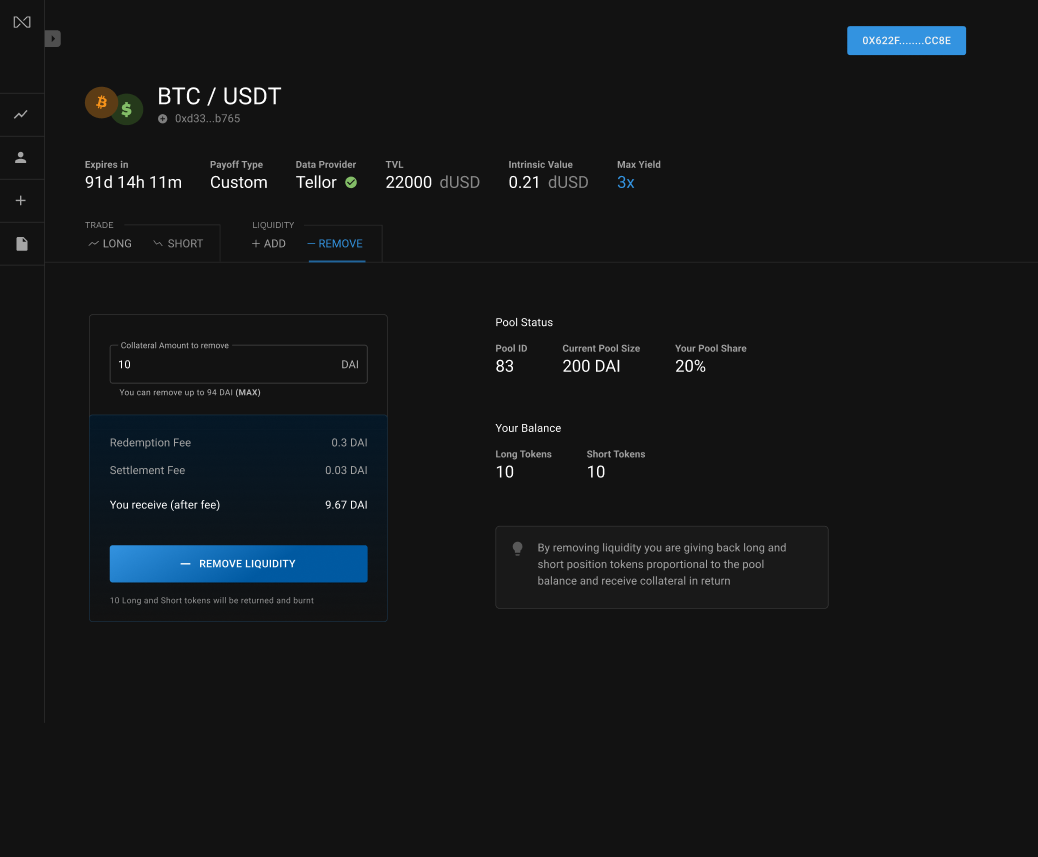 0X622F........CC8E
BTC / USDT
0xd33...b765
Expires in
91d 14h 11m
Payoff Type
Custom
Data Provider
Tellor
TVL
22000 dUSD
Intrinsic Value
0.21 dUSD
Max Yield
3x
TRADE
LONG SHORT
LIQUIDITY
+ ADD – REMOVE
Collateral Amount to remove
10 DAI
You can remove up to 94 DAI (MAX)
Redemption Fee 0.3 DAI
Settlement Fee 0.03 DAI
You receive (after fee) 9.67 DAI
— REMOVE LIQUIDITY
10 Long and Short tokens will be returned and burnt
Pool Status
Pool ID
83
Current Pool Size
200 DAI
Your Pool Share
20%
Your Balance
Long Tokens
10
Short Tokens
10
By removing liquidity you are giving back long and
short position tokens proportional to the pool
balance and receive collateral in return